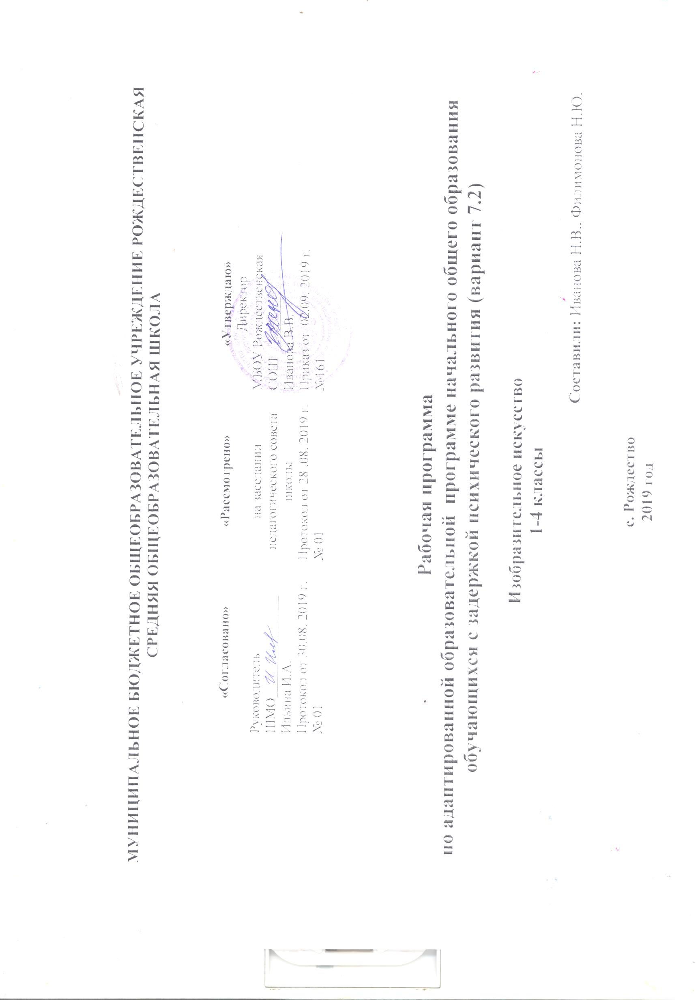 МУНИЦИПАЛЬНОЕ БЮДЖЕТНОЕ ОБЩЕОБРАЗОВАТЕЛЬНОЕ УЧРЕЖДЕНИЕ РОЖДЕСТВЕНСКАЯ
СРЕДНЯЯ ОБЩЕОБРАЗОВАТЕЛЬНАЯ ШКОЛА
«Согласовано»
Руководитель
ШМО
Ильина И.А.
Протокол от 30.08. 2019 г.
№ 01
«Рассмотрено»
на заседании
педагогического совета
школы
Протокол от 28 .08. 2019 г.
№ 01
«Утверждаю»
Директор
МБОУ Рождественская
СОШ
Иванова В.В.
Приказ от 02.09. 2019 г.
№161
Рабочая программа
по адаптированной образовательной программе начального общего образования
обучающихся с задержкой психического развития (вариант 7.2)
Изобразительное искусство
1-4 классы
Составили: Иванова Н.В., Филимонова Н.Ю.
с. Рождество
2019 год